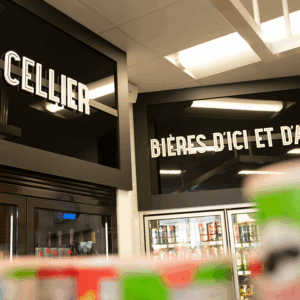 CELLIER
BIÈRES D'ICI ET D'A